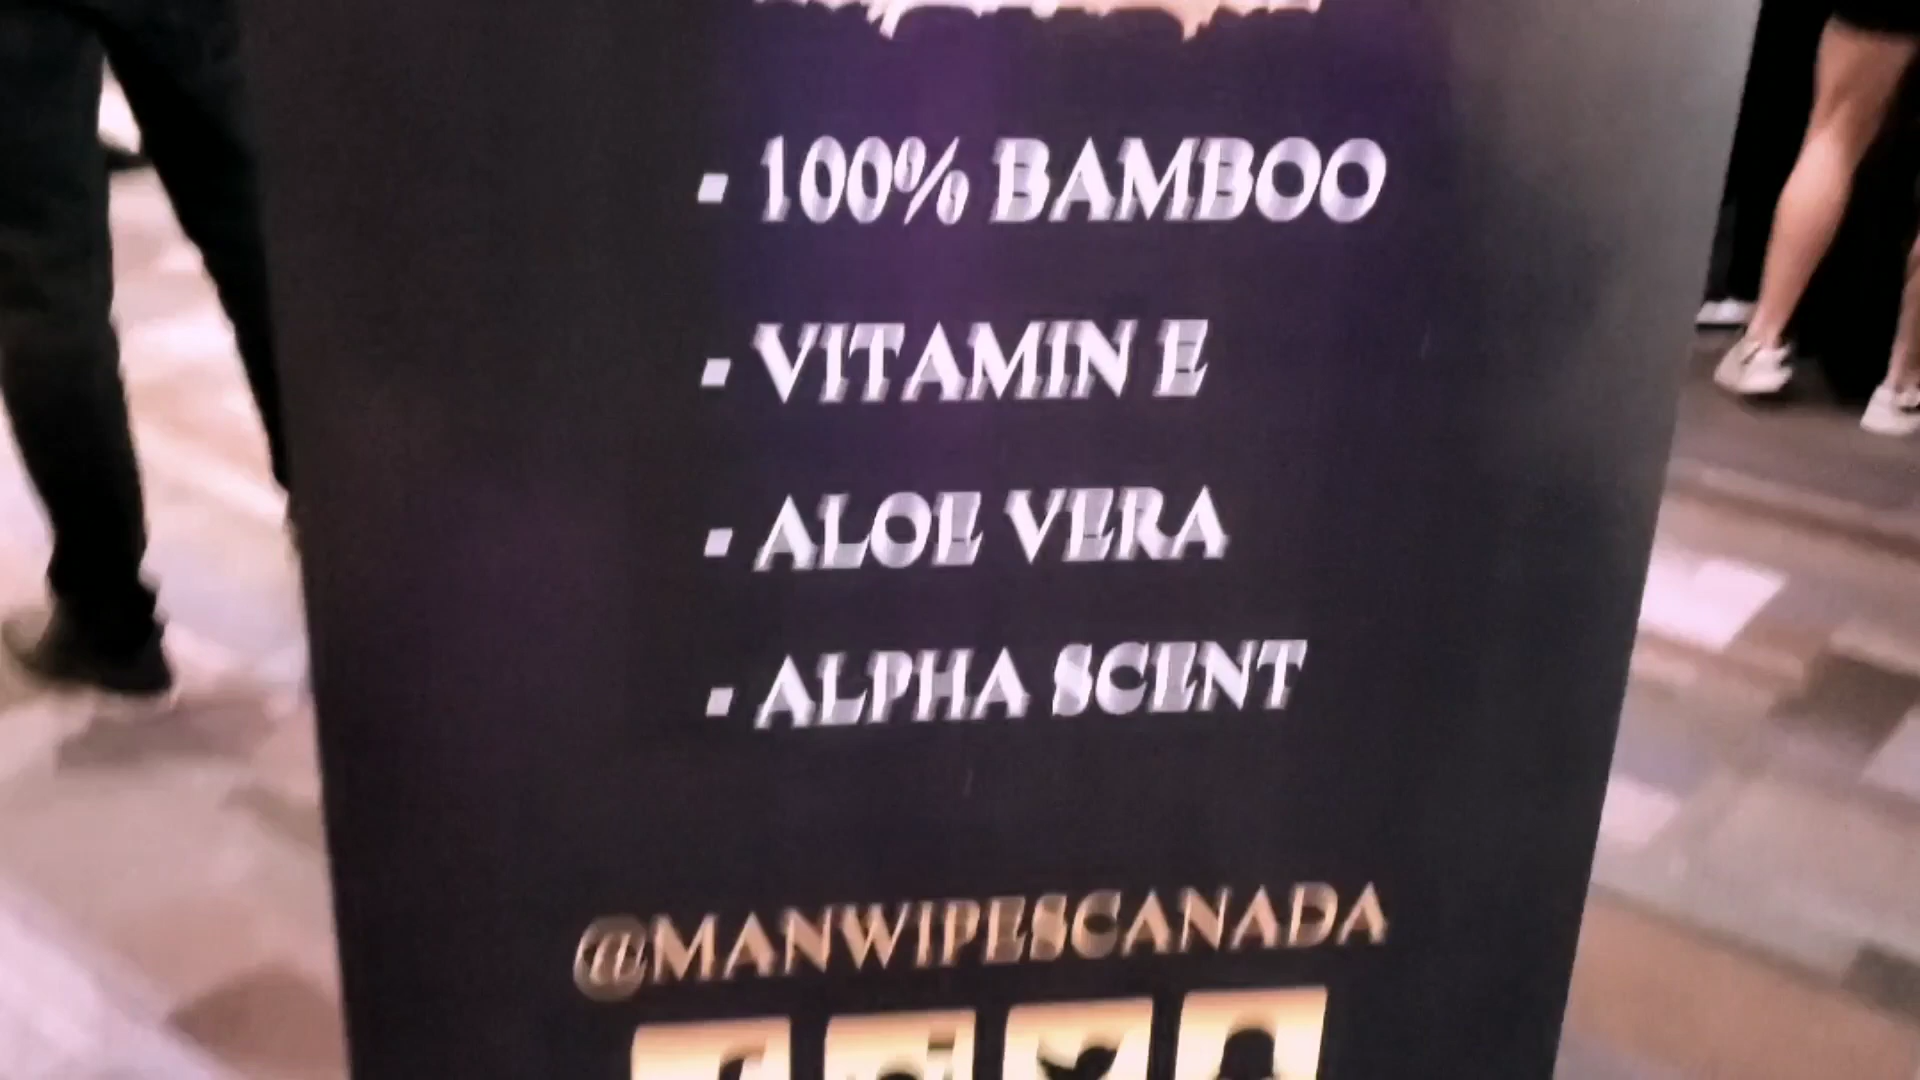 - 100% BAMBOO
- VITAMIN E
- ALOE VERA
- ALPHA SCENT
@MANWIPESCANADA